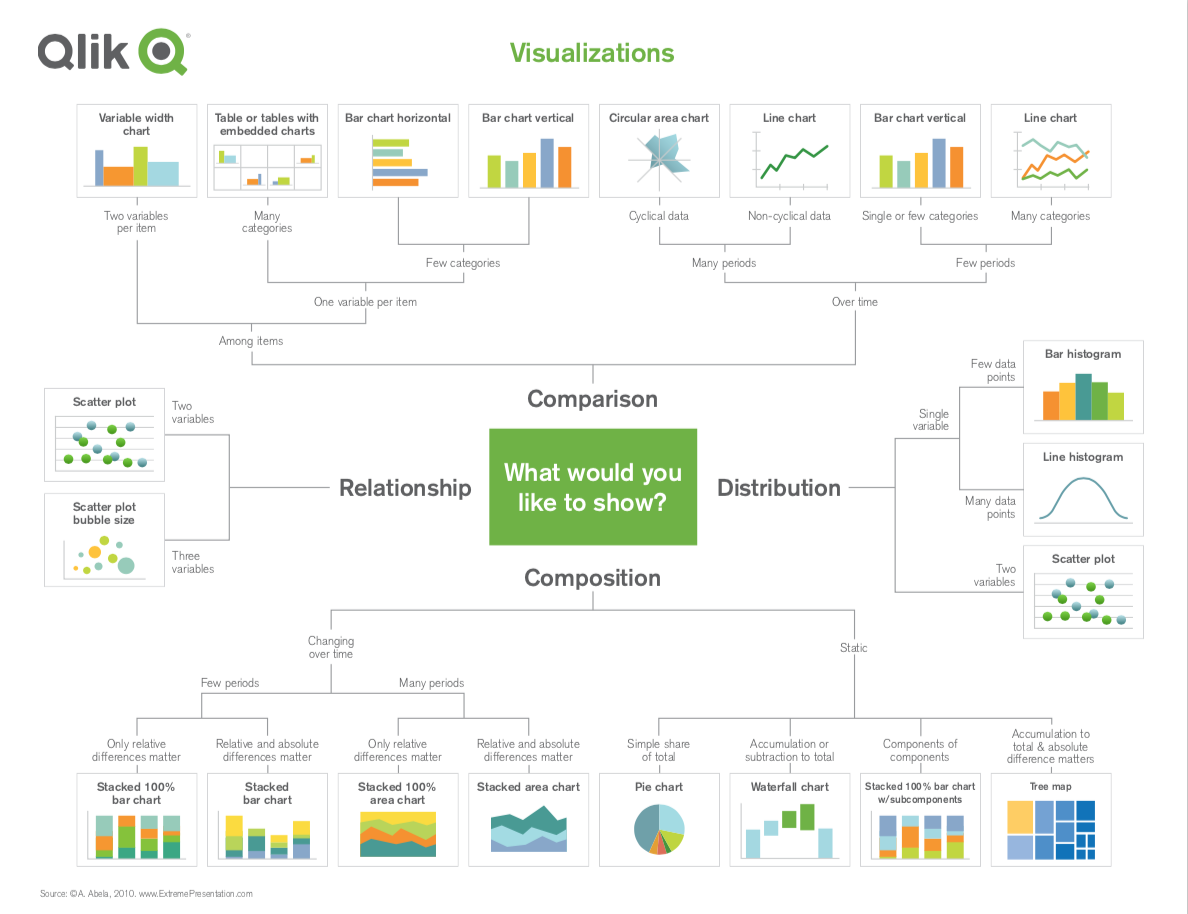 Qlik
®
Visualizations
Variable width
chart
Table or tables with
embedded charts
Bar chart horizontal
Bar chart vertical
Circular area chart
Line chart
Bar chart vertical
Line chart
Two variables
per item
Many
categories
Cyclical data
Non-cyclical data
Single or few categories
Many categories
Few categories
Many periods
Few periods
One variable per item
Over time
Among items
Comparison
Scatter plot
Two
variables
Scatter plot
bubble size
Three
variables
Relationship
What would you
like to show?
Distribution
Single
variable
Few data
points
Bar histogram
Many data
points
Line histogram
Two
variables
Scatter plot
Composition
Changing
over time
Static
Few periods
Many periods
Only relative
differences matter
Relative and absolute
differences matter
Only relative
differences matter
Relative and absolute
differences matter
Simple share
of total
Accumulation or
subtraction to total
Components of
components
Accumulation to
total & absolute
difference matters
Stacked 100%
bar chart
Stacked
bar chart
Stacked 100%
area chart
Stacked area chart
Pie chart
Waterfall chart
Stacked 100% bar chart
w/subcomponents
Tree map
Source: ©A. Abela, 2010. www.ExtremePresentation.com